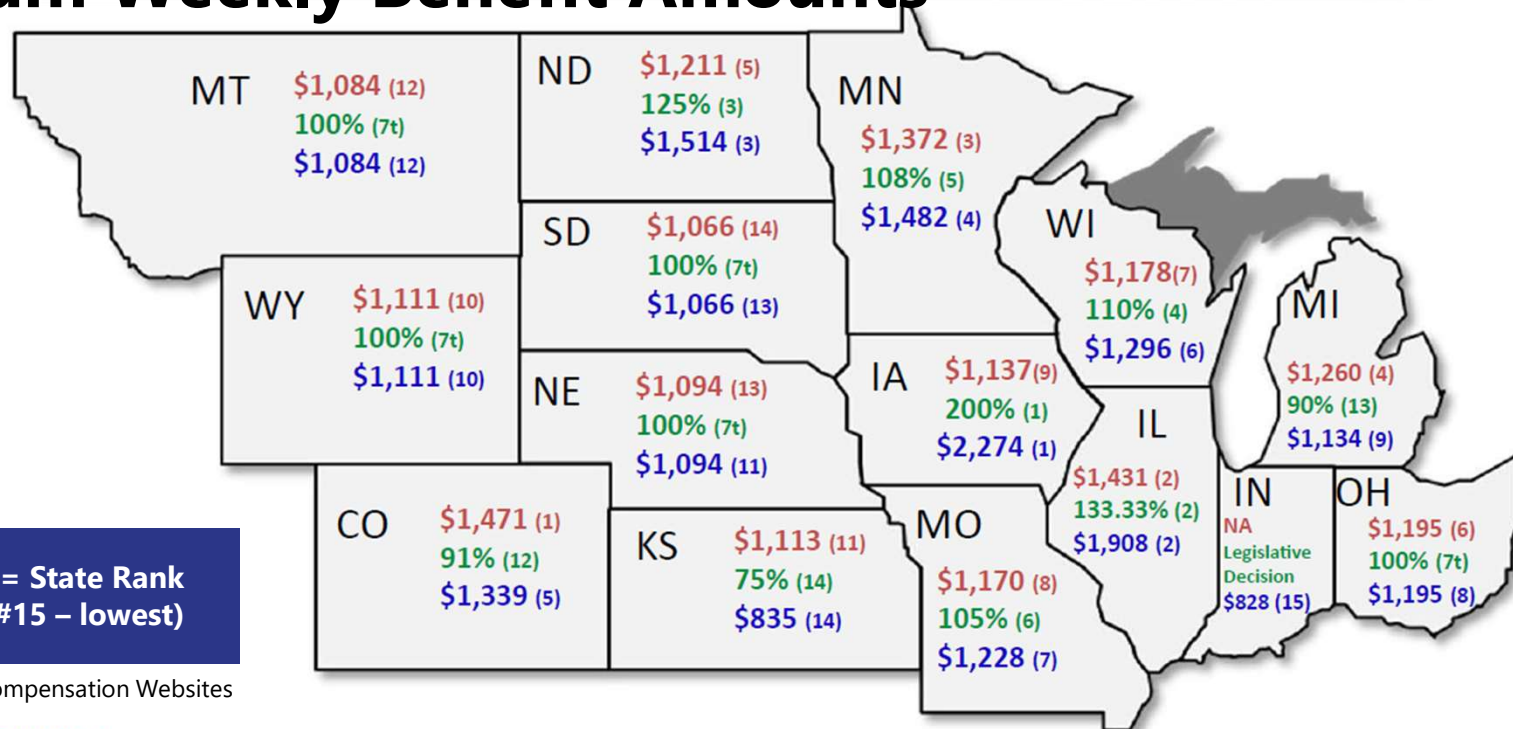 Weekly Benefit Amounts
MT
$1,084 (12)
100% (7t)
$1,084 (12)
ND
$1,211 (5)
125% (3)
$1,514 (3)
MN
$1,372 (3)
108% (5)
$1,482 (4)
SD
$1,066 (14)
100% (7t)
$1,066 (13)
WI
$1,178(7)
110% (4)
$1,296 (6)
WY
$1,111 (10)
100% (7t)
$1,111 (10)
MI
$1,260 (4)
90% (13)
$1,134 (9)
NE
$1,094 (13)
100% (7t)
$1,094 (11)
IA
$1,137(9)
200% (1)
$2,274 (1)
IL
$1,431 (2)
133.33% (2)
$1,908 (2)
IN
NA
Legislative
Decision
$828 (15)
OH
$1,195 (6)
100% (7t)
$1,195 (8)
CO
$1,471 (1)
91% (12)
$1,339 (5)
KS
$1,113 (11)
75% (14)
$835 (14)
MO
$1,170 (8)
105% (6)
$1,228 (7)
= State Rank
#15 – lowest)
ompensation Websites